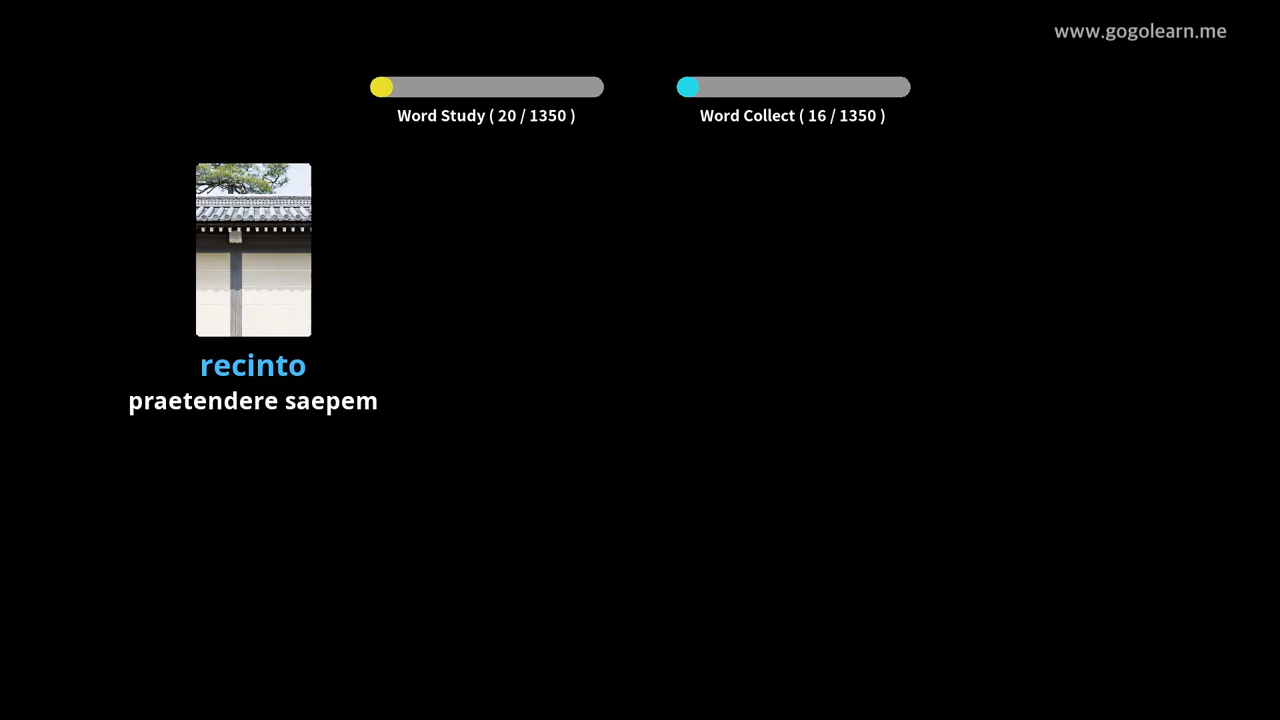 www.gogolearn.me
Word Study ( 20 / 1350 )
Word Collect ( 16 / 1350 )
recinto
praetendere saepem